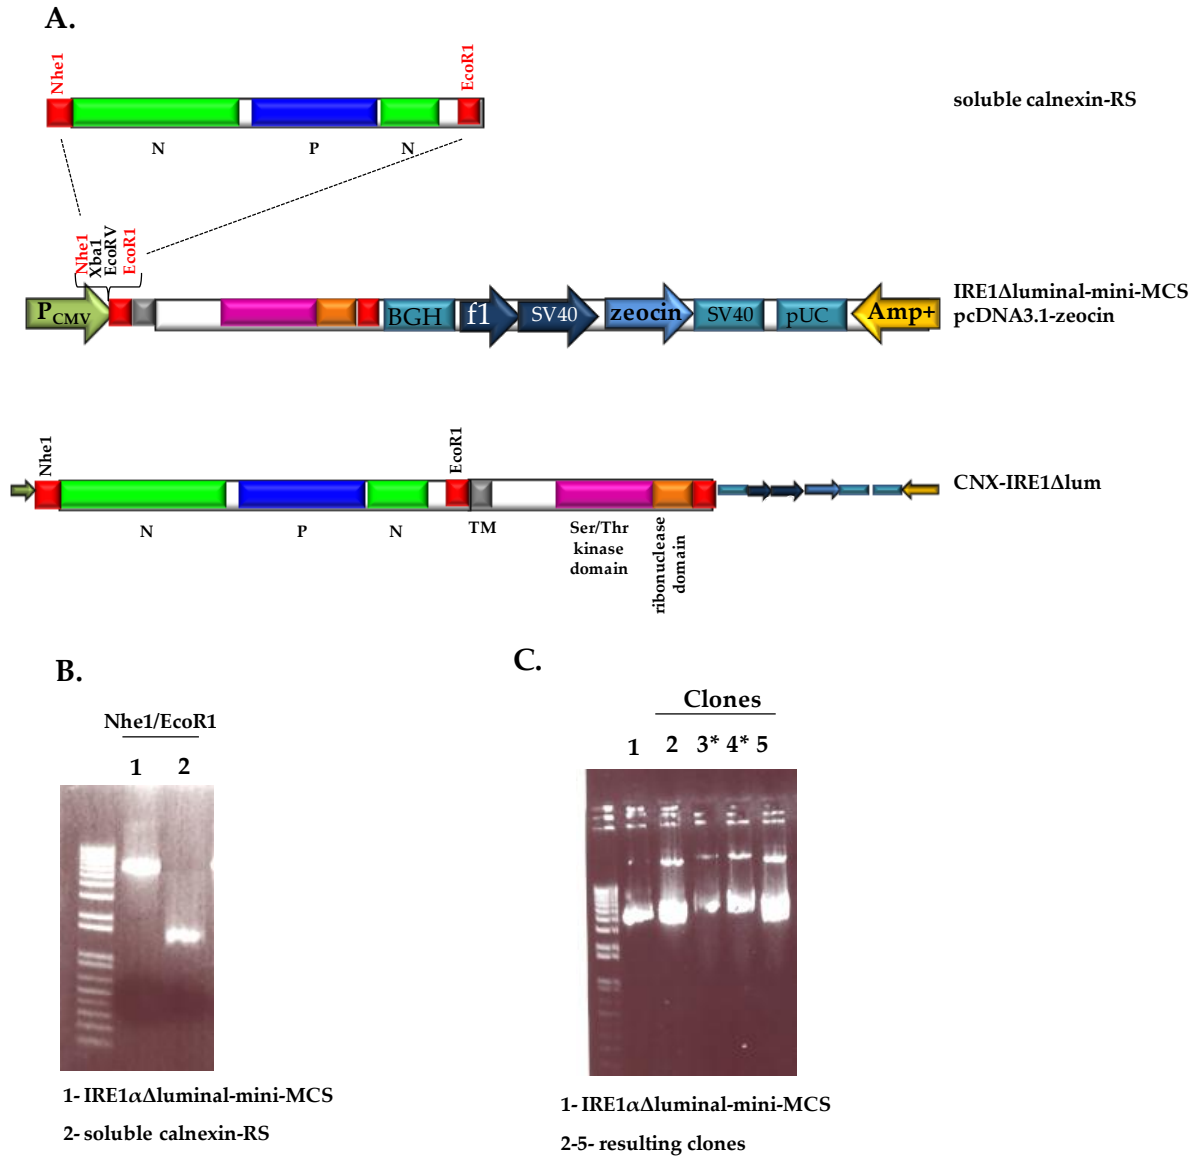 A.
Nhe1
EcoR1
soluble calnexin-RS
N P N
Nhe1
Xba1
EcoRV
EcoR1
PCMV
BGH
f1
SV40
zeocin
SV40
pUC
Amp+
IRE1Δluminal-mini-MCS
pcDNA3.1-zeocin
Nhe1
EcoR1
CNX-IRE1Δlum
N P N TM
Ser/Thr
kinase
domain
ribonuclease
domain
B.
Nhe1/EcoR1
1 2
1- IRE1αΔluminal-mini-MCS
2- soluble calnexin-RS
C.
Clones
1 2 3* 4* 5
1- IRE1αΔluminal-mini-MCS
2-5- resulting clones